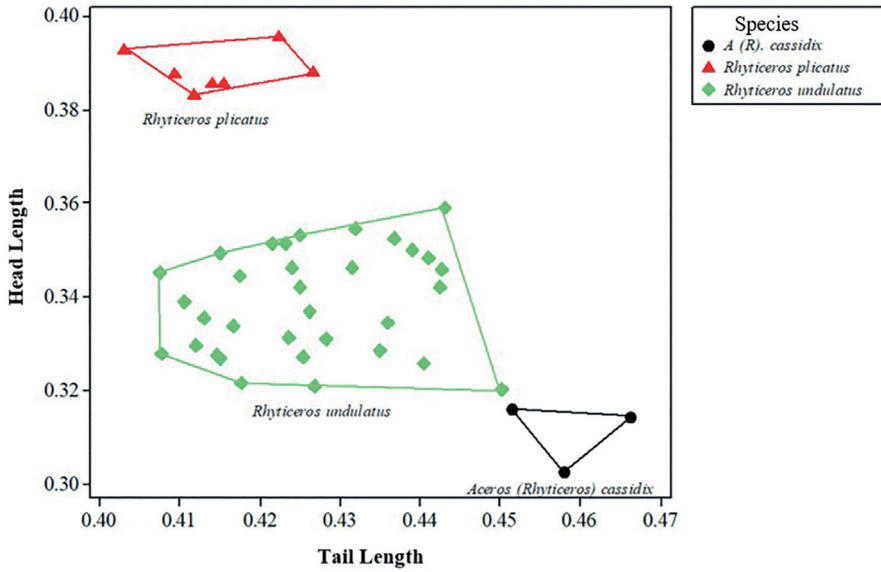 Species
A (R). cassidix
Rhyticeros plicatus
Rhyticeros undulatus
0.40
0.38
0.36
0.34
0.32
0.30
Head Length
Rhyticeros plicatus
Rhyticeros undulatus
Aceros (Rhyticeros) cassidix
0.40 0.41 0.42 0.43 0.44 0.45 0.46 0.47
Tail Length